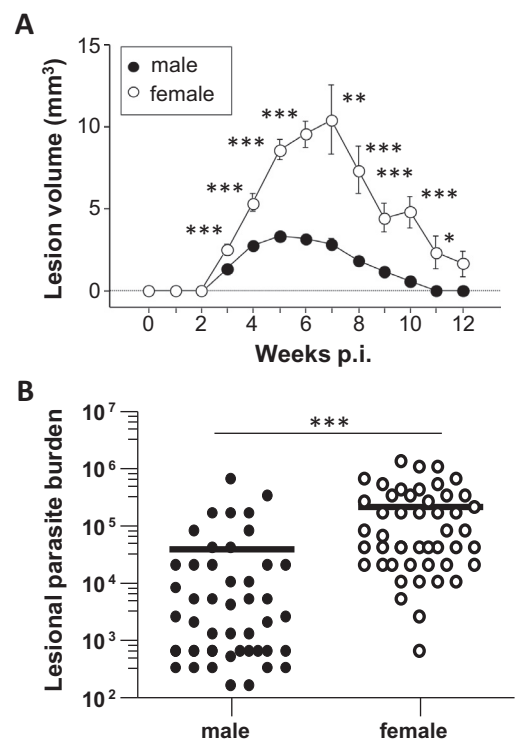 A
15
male
female
10
5
0
Lesion volume (mm³)
***
***
***
***
**
***
***
***
*
0 2 4 6 8 10 12
Weeks p.i.
B
10⁷
10⁶
10⁵
10⁴
10³
10²
Lesional parasite burden
***
male female